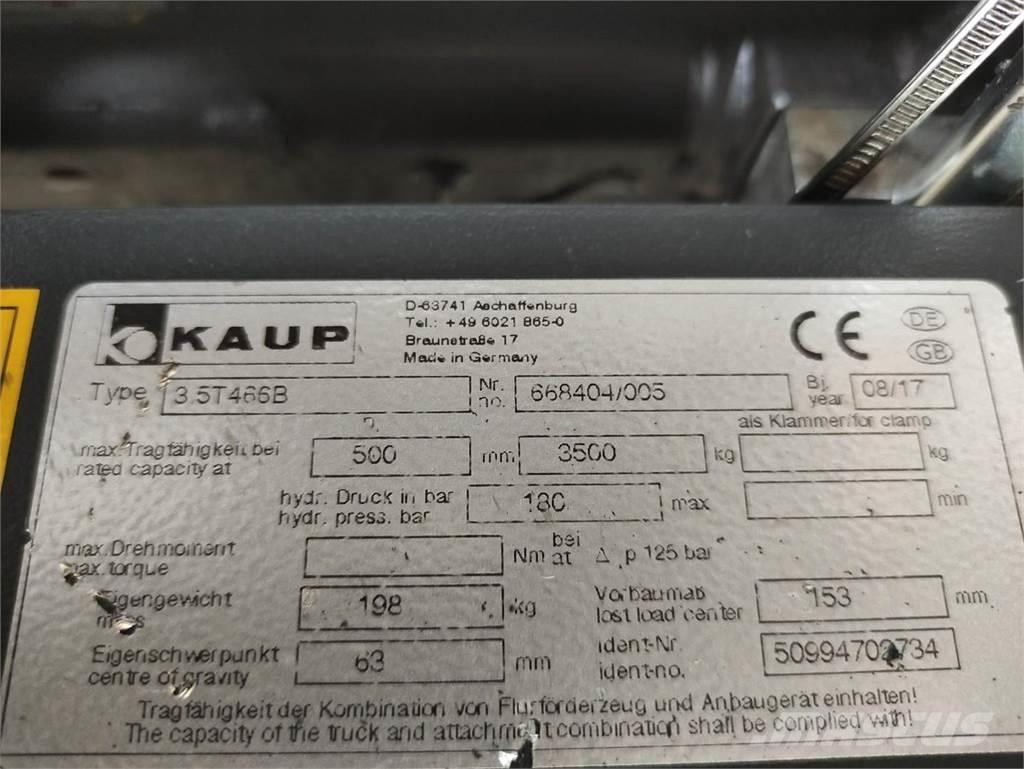 KAUP
D-63741 Aschaffenburg
Tel.: +49 6021 865-0
Braunstraße 17
Made in Germany
CE
DE
GB
Type 3.5T466B Nr. no. 668404/005 Bj. year 08/17
als Klammer/for clamp
max.Tragfähigkeit bei
rated capacity at 500 mm 3500 kg kg
hydr. Druck in bar
hydr. press. bar 180 max min
max.Drehmoment
max.torque Nm bei at Δ p 125 bar
Eigengewicht
mass 198 kg Vorbaumaß
lost load center 153 mm
Eigenschwerpunkt
centre of gravity 63 mm ident-Nr.
ident-no. 50994702734
Tragfähigkeit der Kombination von Flurförderzeug und Anbaugerät einhalten!
The capacity of the truck and attachment combination shall be complied with!